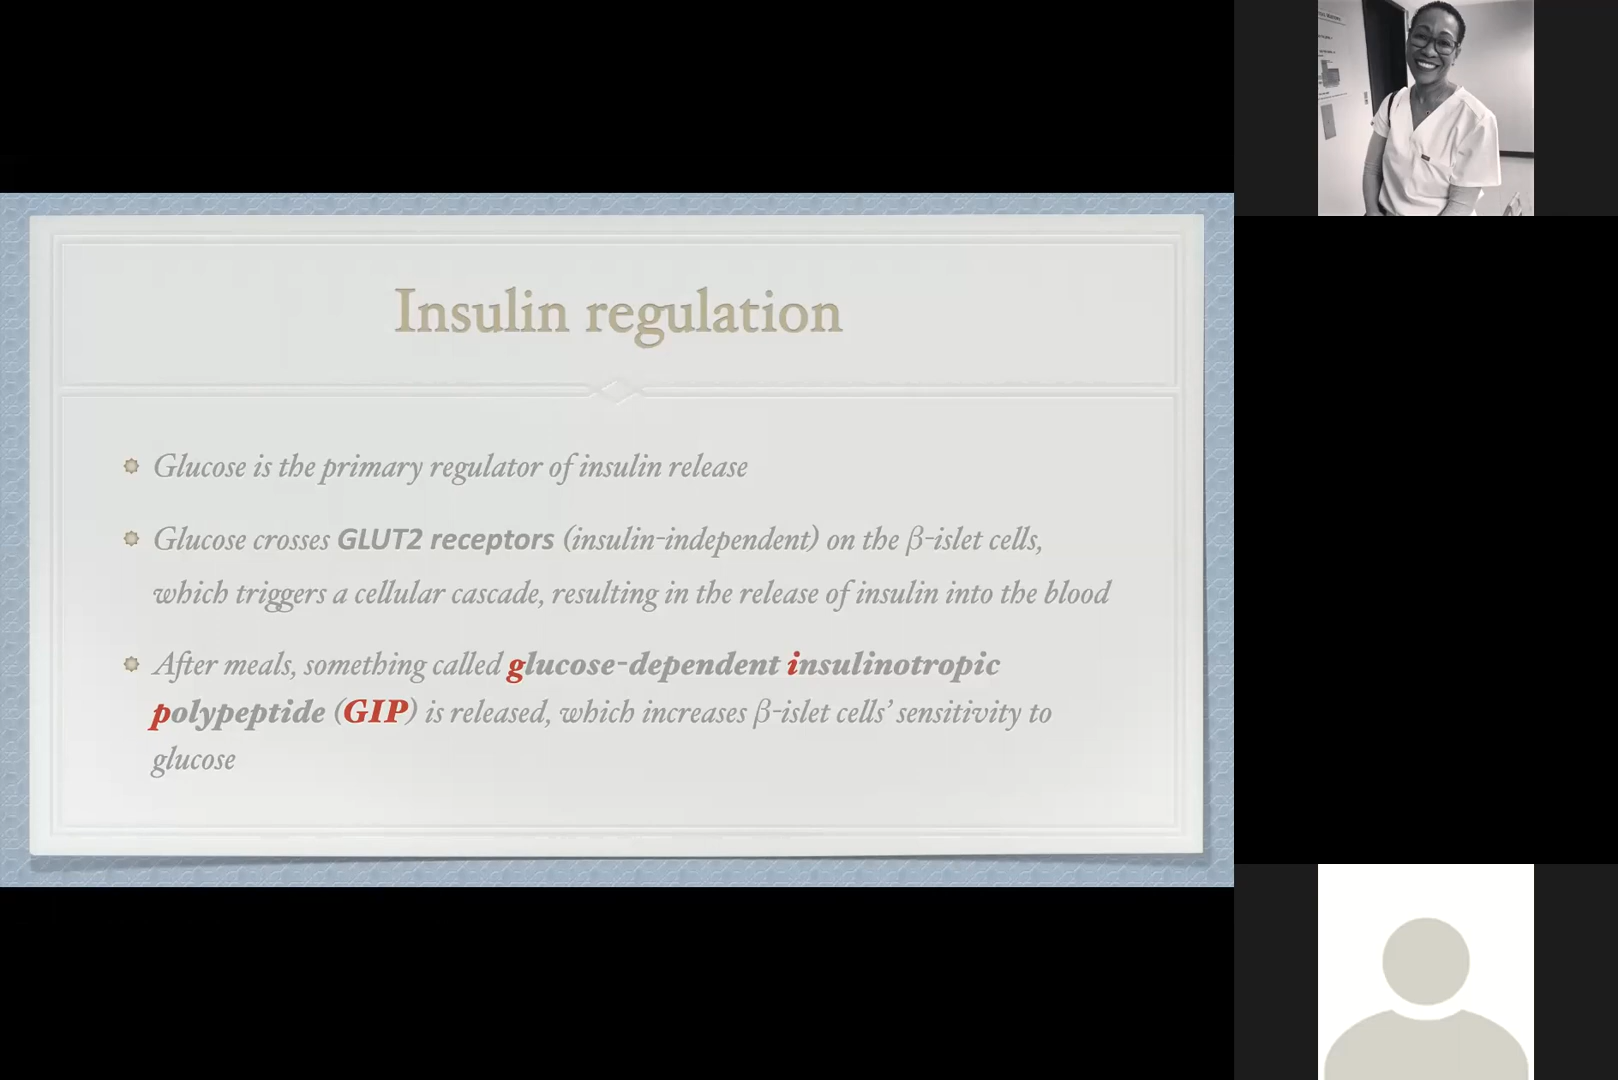 Insulin regulation
Glucose is the primary regulator of insulin release
Glucose crosses GLUT2 receptors (insulin-independent) on the β-islet cells,
which triggers a cellular cascade, resulting in the release of insulin into the blood
After meals, something called glucose-dependent insulinotropic
polypeptide (GIP) is released, which increases β-islet cells’ sensitivity to
glucose